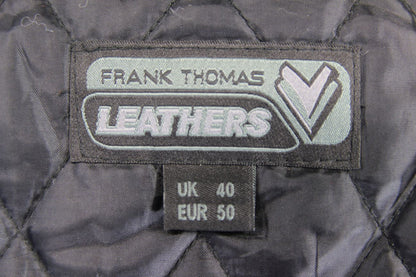 FRANK THOMAS
LEATHERS
UK 40
EUR 50